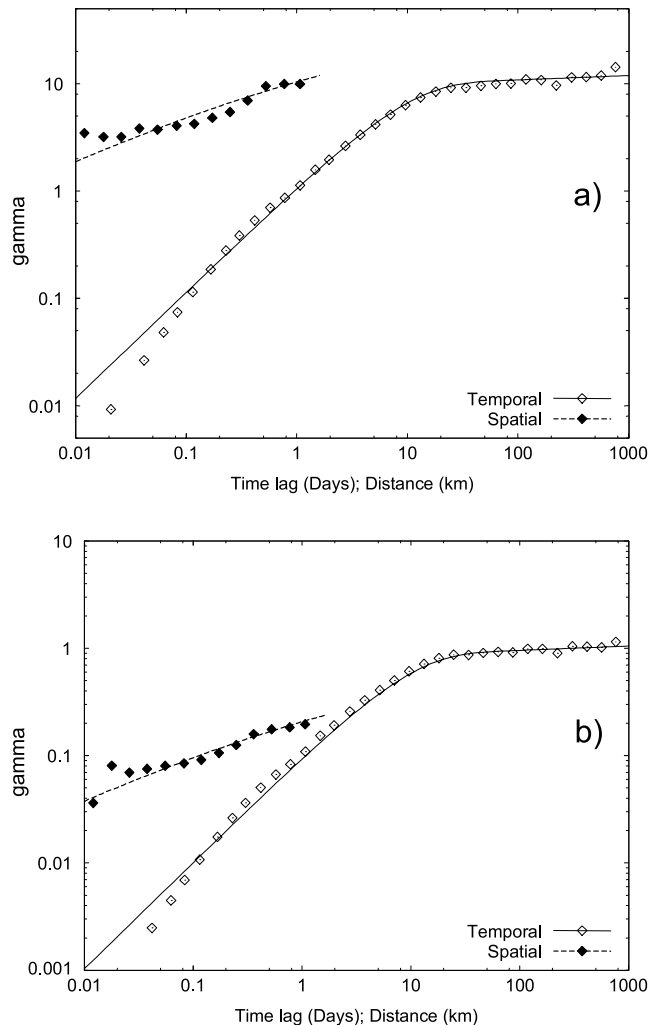 10
1
0.1
0.01
gamma
a)
Temporal
Spatial
0.01 0.1 1 10 100 1000
Time lag (Days); Distance (km)
10
1
0.1
0.01
0.001
gamma
b)
Temporal
Spatial
0.01 0.1 1 10 100 1000
Time lag (Days); Distance (km)